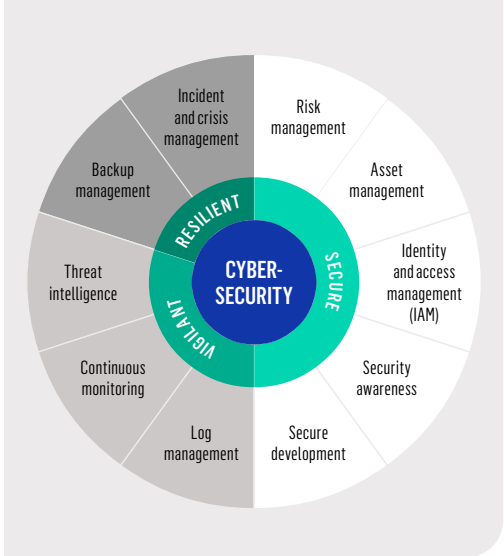 Incident
and crisis
management
Risk
management
Backup
management
Asset
management
RESILIENT
Threat
intelligence
CYBER-
SECURITY
SECURE
Identity
and access
management
(IAM)
VIGILANT
Continuous
monitoring
Security
awareness
Log
management
Secure
development